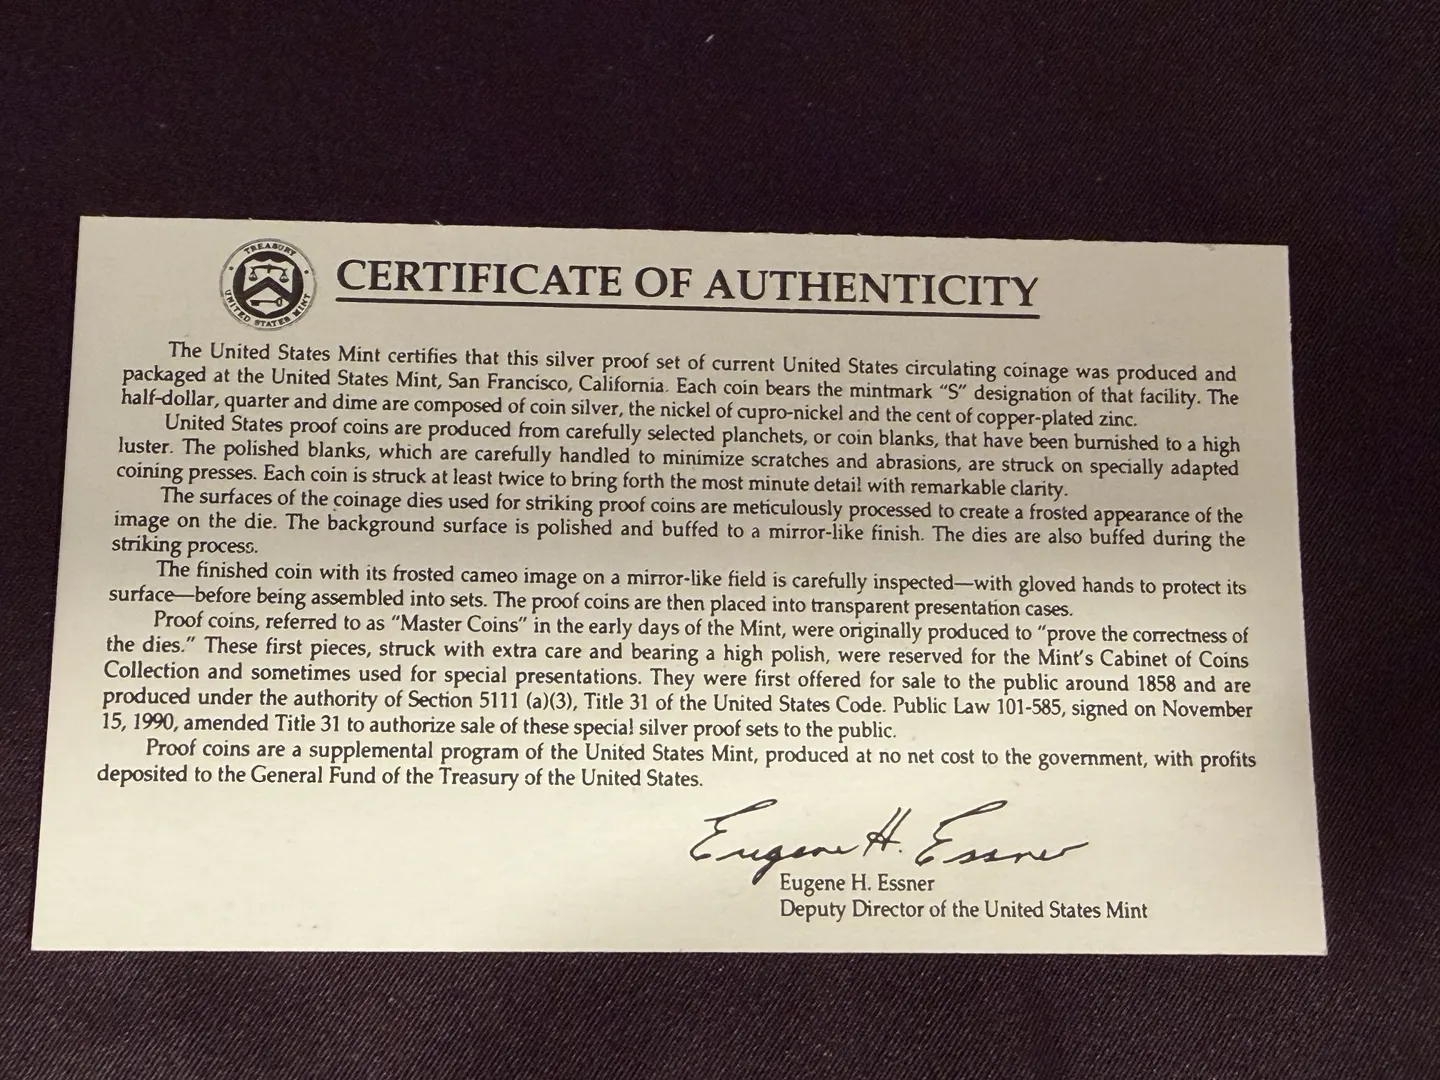 TREASURY
UNITED STATES MINT
CERTIFICATE OF AUTHENTICITY
The United States Mint certifies that this silver proof set of current United States circulating coinage was produced and
packaged at the United States Mint, San Francisco, California. Each coin bears the mintmark “S” designation of that facility. The
half-dollar, quarter and dime are composed of coin silver, the nickel of cupro-nickel and the cent of copper-plated zinc.
United States proof coins are produced from carefully selected planchets, or coin blanks, that have been burnished to a high
luster. The polished blanks, which are carefully handled to minimize scratches and abrasions, are struck on specially adapted
coining presses. Each coin is struck at least twice to bring forth the most minute detail with remarkable clarity.
The surfaces of the coinage dies used for striking proof coins are meticulously processed to create a frosted appearance of the
image on the die. The background surface is polished and buffed to a mirror-like finish. The dies are also buffed during the
striking process.
The finished coin with its frosted cameo image on a mirror-like field is carefully inspected—with gloved hands to protect its
surface—before being assembled into sets. The proof coins are then placed into transparent presentation cases.
Proof coins, referred to as “Master Coins” in the early days of the Mint, were originally produced to “prove the correctness of
the dies.” These first pieces, struck with extra care and bearing a high polish, were reserved for the Mint's Cabinet of Coins
Collection and sometimes used for special presentations. They were first offered for sale to the public around 1858 and are
produced under the authority of Section 5111 (a)(3), Title 31 of the United States Code. Public Law 101-585, signed on November
15, 1990, amended Title 31 to authorize sale of these special silver proof sets to the public.
Proof coins are a supplemental program of the United States Mint, produced at no net cost to the government, with profits
deposited to the General Fund of the Treasury of the United States.
Eugene H. Essner
Eugene H. Essner
Deputy Director of the United States Mint